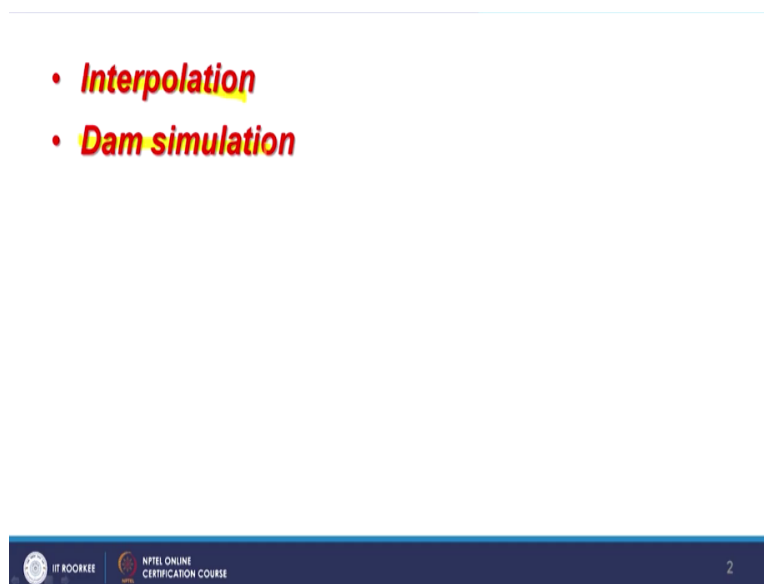 • Interpolation
• Dam simulation
IIT ROORKEE
NPTEL ONLINE
CERTIFICATION COURSE
2